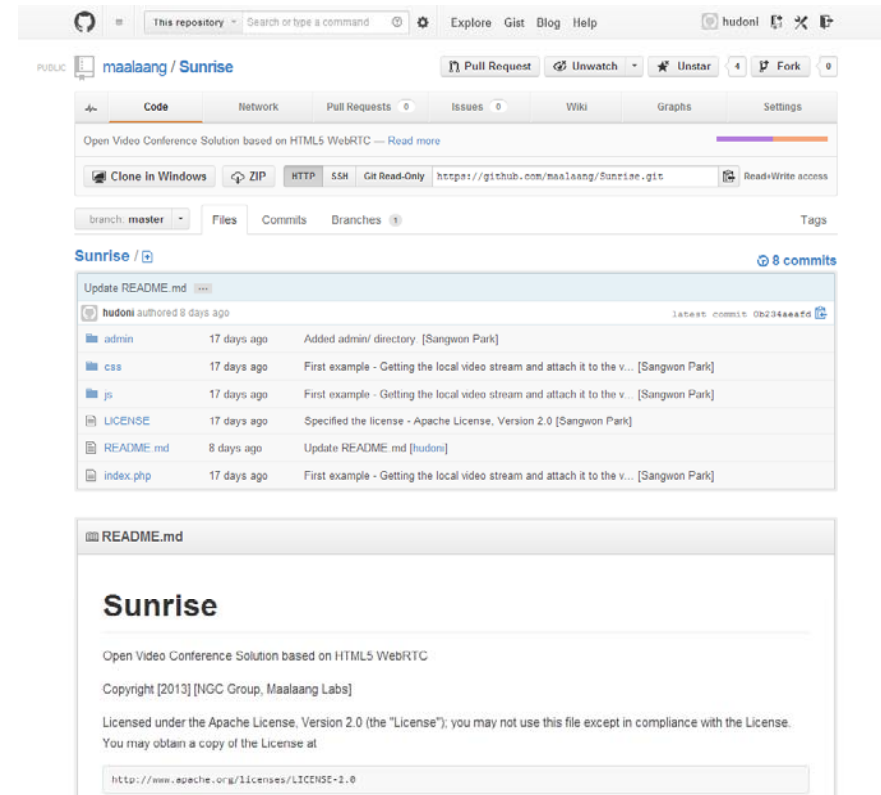 This repository Search or type a command Explore Gist Blog Help hudoni
PUBLIC maalaang / Sunrise Pull Request Unwatch Unstar 4 Fork 0
Code Network Pull Requests 0 Issues 0 Wiki Graphs Settings
Open Video Conference Solution based on HTML5 WebRTC — Read more
Clone in Windows ZIP HTTP SSH Git Read-Only https://github.com/maalaang/Sunrise.git Read+Write access
branch: master Files Commits Branches 1 Tags
Sunrise / 8 commits
Update README.md ...
hudoni authored 8 days ago latest commit 0b234aeafd
admin 17 days ago Added admin/ directory. [Sangwon Park]
css 17 days ago First example - Getting the local video stream and attach it to the v... [Sangwon Park]
js 17 days ago First example - Getting the local video stream and attach it to the v... [Sangwon Park]
LICENSE 17 days ago Specified the license - Apache License, Version 2.0 [Sangwon Park]
README.md 8 days ago Update README.md [hudoni]
index.php 17 days ago First example - Getting the local video stream and attach it to the v... [Sangwon Park]
README.md
Sunrise
Open Video Conference Solution based on HTML5 WebRTC
Copyright [2013] [NGC Group, Maalaang Labs]
Licensed under the Apache License, Version 2.0 (the "License"); you may not use this file except in compliance with the License.
You may obtain a copy of the License at
http://www.apache.org/licenses/LICENSE-2.0